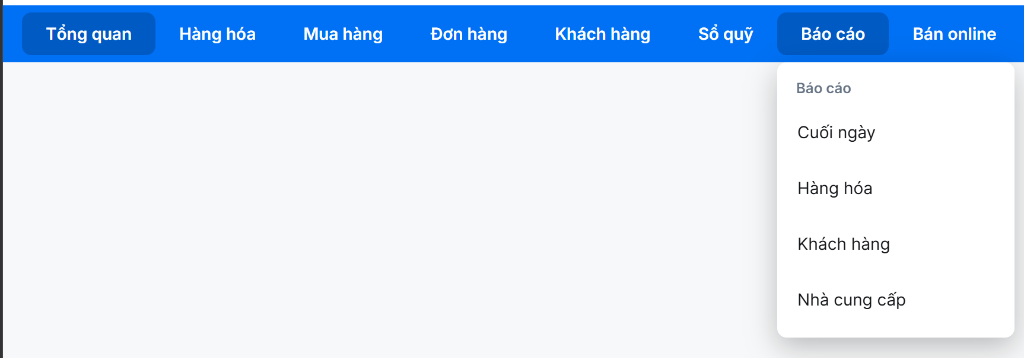 Tổng quan Hàng hóa Mua hàng Đơn hàng Khách hàng Sổ quỹ Báo cáo Bán online
Báo cáo
Cuối ngày
Hàng hóa
Khách hàng
Nhà cung cấp